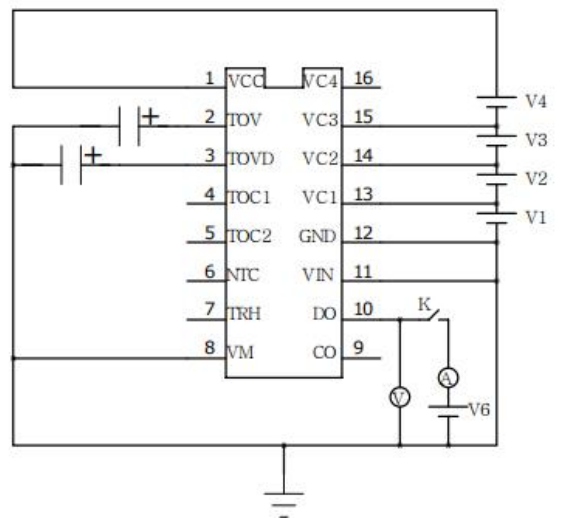 1 VCC VC4 16
V4
+ 2 TOV VC3 15
V3
+ 3 TOVD VC2 14
V2
4 TOC1 VC1 13
V1
5 TOC2 GND 12
6 NTC VIN 11
7 TRH DO 10 K
8 VM CO 9
A
V V6